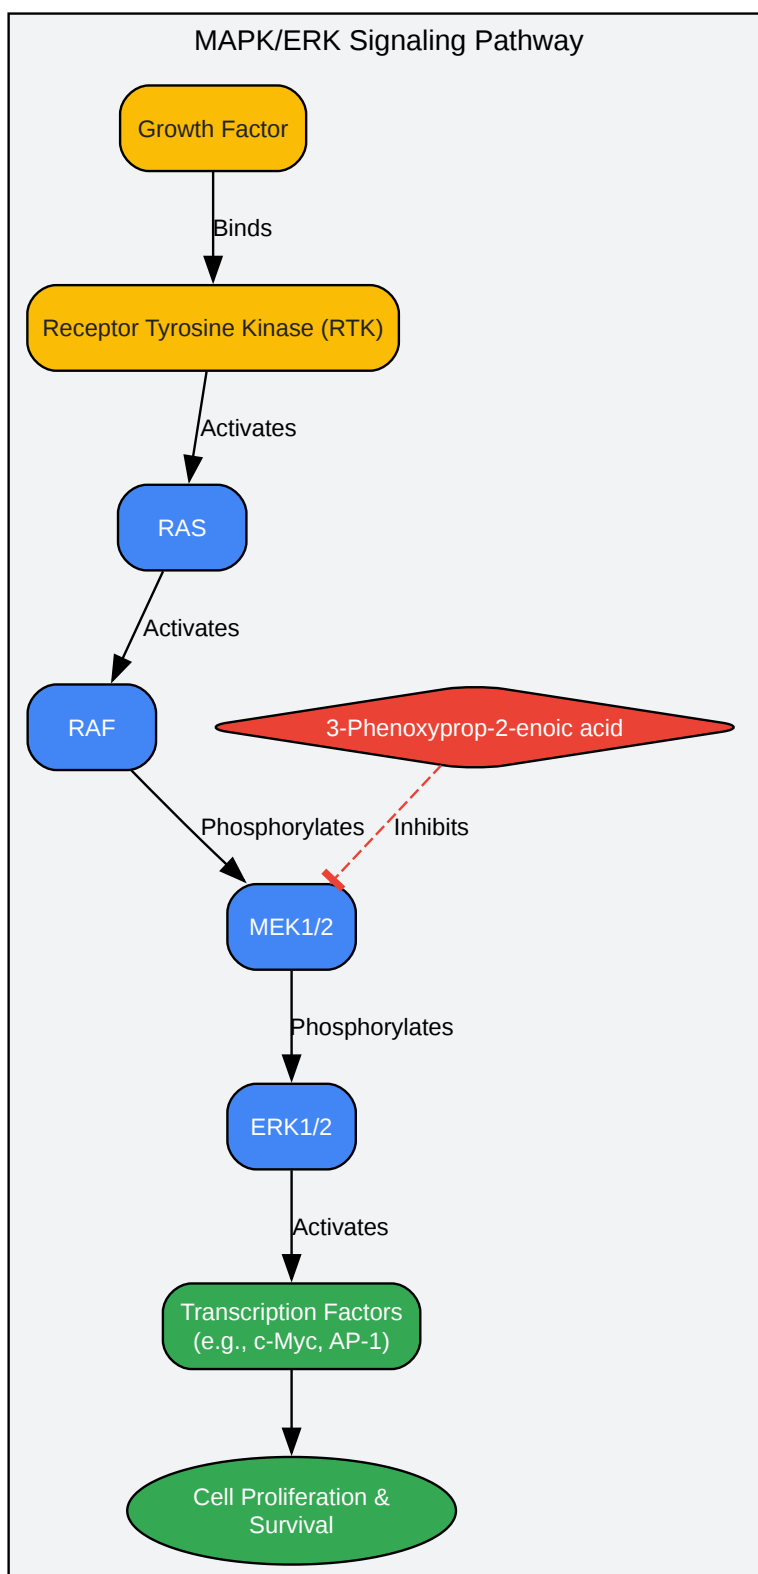 MAPK/ERK Signaling Pathway
Growth Factor
Binds
Receptor Tyrosine Kinase (RTK)
Activates
RAS
Activates
RAF
3-Phenoxyprop-2-enoic acid
Phosphorylates
Inhibits
MEK1/2
Phosphorylates
ERK1/2
Activates
Transcription Factors
(e.g., c-Myc, AP-1)
Cell Proliferation &
Survival